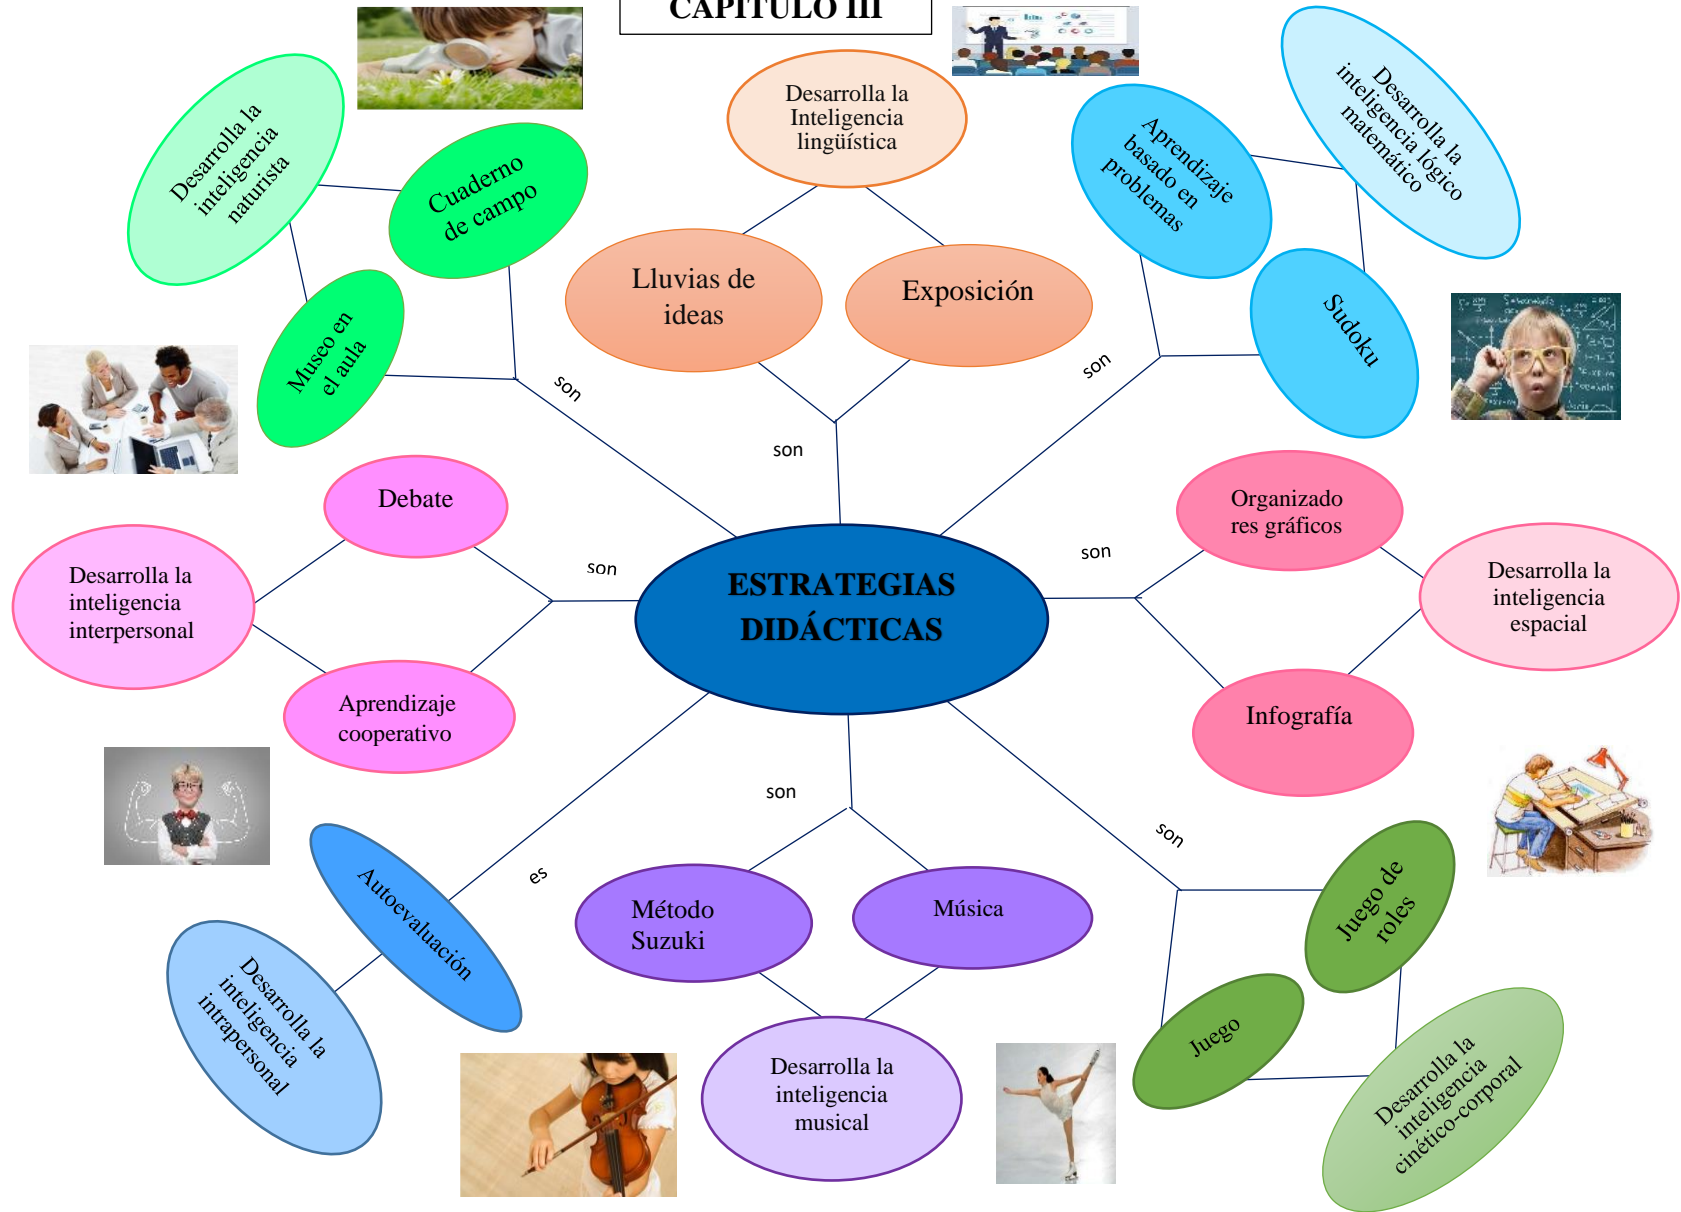 CAPITULO III
Desarrolla la
inteligencia
naturista
Cuaderno
de campo
Museo en
el aula
son
Desarrolla la
Inteligencia
lingüística
Lluvias de
ideas
Exposición
son
Aprendizaje
basado en
problemas
Desarrolla la
inteligencia lógico
matemático
Sudoku
son
Debate
Desarrolla la
inteligencia
interpersonal
Aprendizaje
cooperativo
son
ESTRATEGIAS
DIDÁCTICAS
son
Organizado
res gráficos
Desarrolla la
inteligencia
espacial
Infografía
es
Autoevaluación
Desarrolla la
inteligencia
intrapersonal
son
Método
Suzuki
Música
Desarrolla la
inteligencia
musical
son
Juego de
roles
Juego
Desarrolla la
inteligencia
cinético-corporal